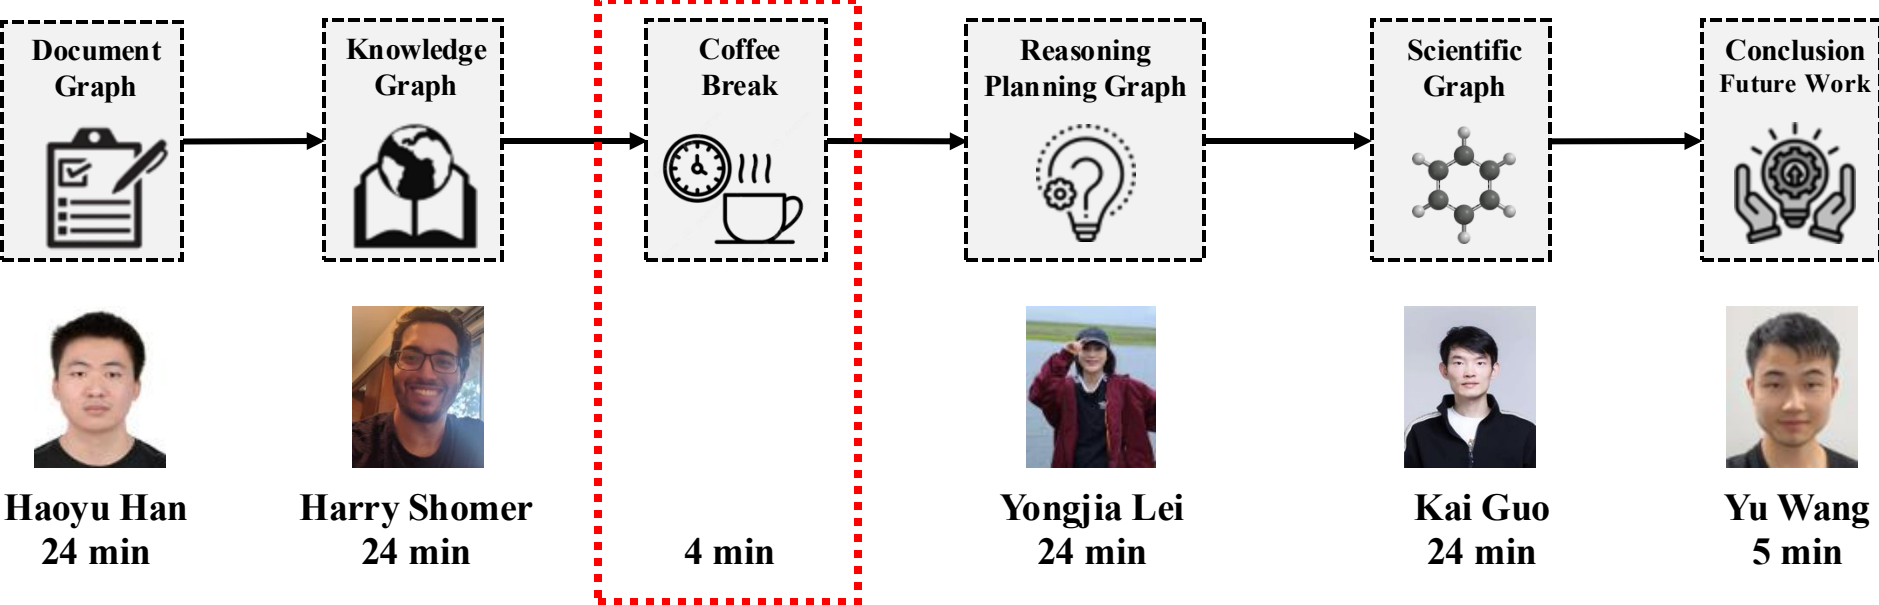 Document
Graph
Knowledge
Graph
Coffee
Break
Reasoning
Planning Graph
Scientific
Graph
Conclusion
Future Work
Haoyu Han
24 min
Harry Shomer
24 min
4 min
Yongjia Lei
24 min
Kai Guo
24 min
Yu Wang
5 min